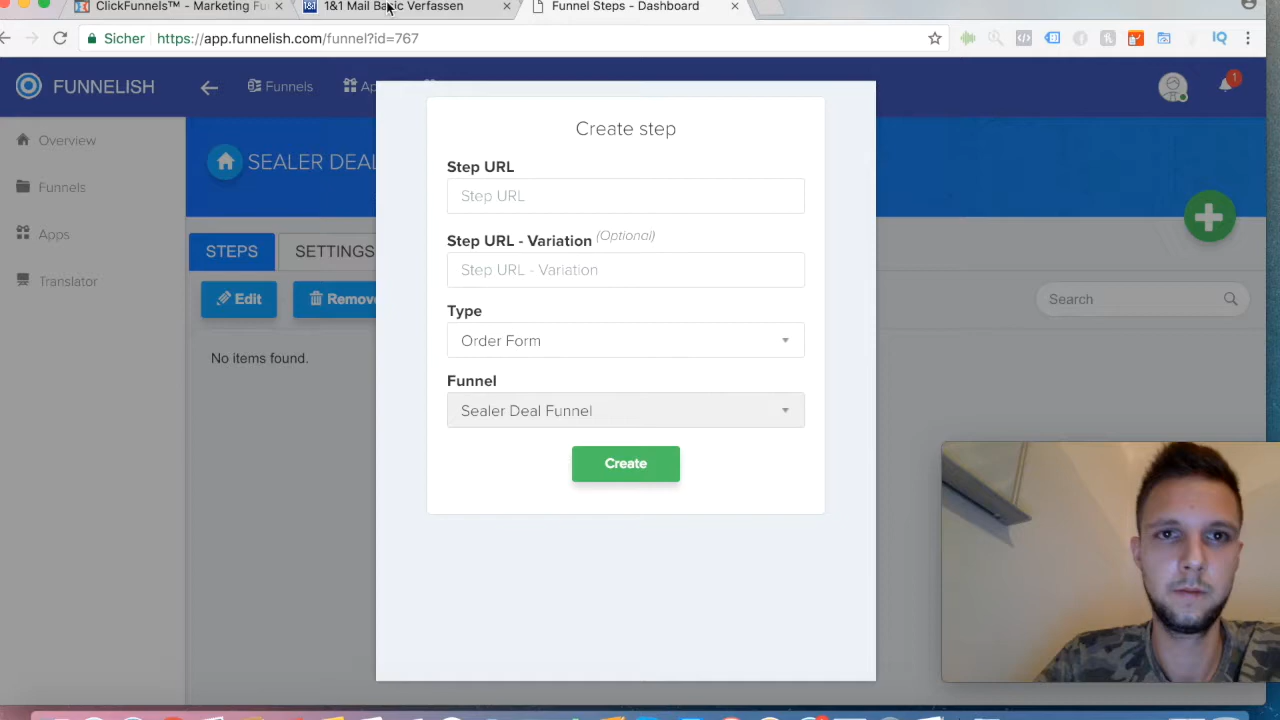 ClickFunnels™ - Marketing Fu
1&1 Mail Basic Verfassen
Funnel Steps - Dashboard
Sicher
https://app.funnelish.com/funnel?id=767
FUNNELISH
Funnels
Ap
1
Overview
Funnels
Apps
Translator
SEALER DEAL
STEPS
SETTINGS
Edit
Remove
Search
No items found.
Create step
Step URL
Step URL
Step URL - Variation (Optional)
Step URL - Variation
Type
Order Form
Funnel
Sealer Deal Funnel
Create